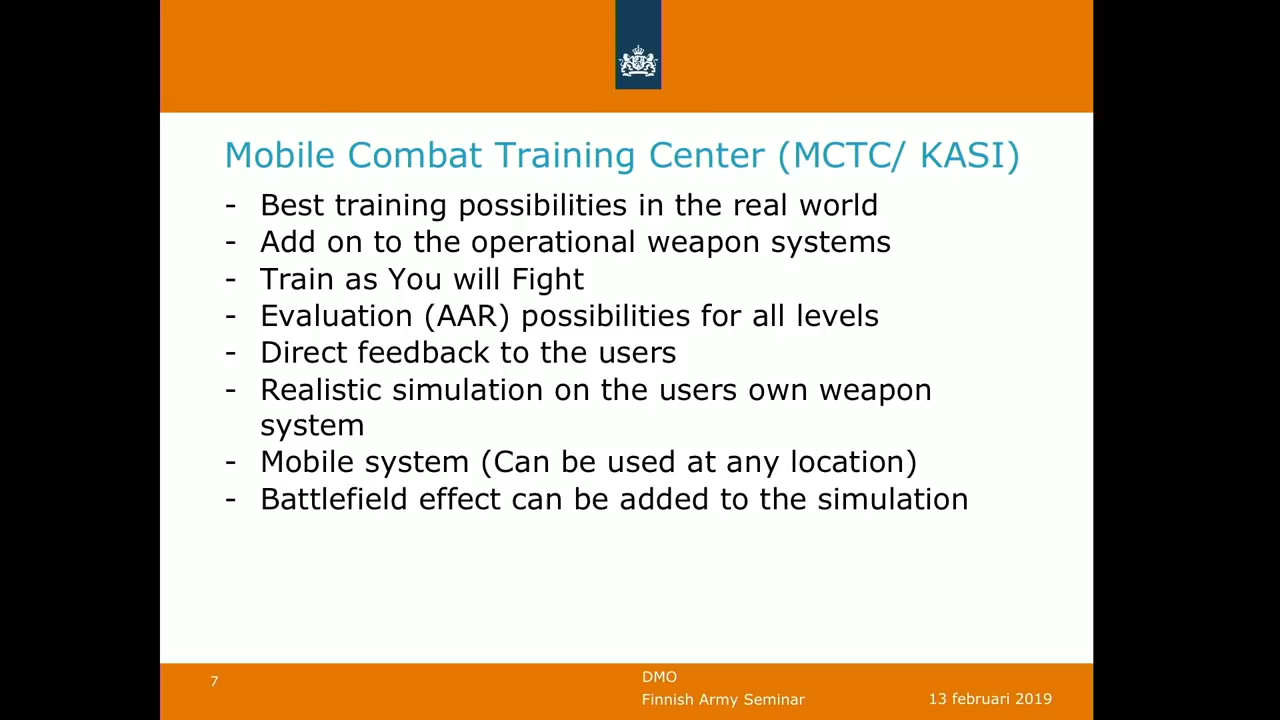 Mobile Combat Training Center (MCTC/ KASI)
- Best training possibilities in the real world
- Add on to the operational weapon systems
- Train as You will Fight
- Evaluation (AAR) possibilities for all levels
- Direct feedback to the users
- Realistic simulation on the users own weapon
system
- Mobile system (Can be used at any location)
- Battlefield effect can be added to the simulation
7
DMO
Finnish Army Seminar
13 februari 2019